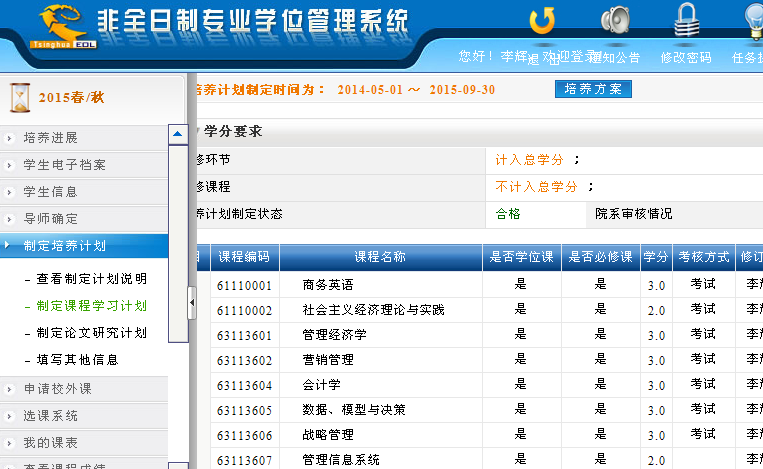 非全日制专业学位管理系统
Tsinghua EDL
您好！李辉，欢迎登录！
通知公告
修改密码
2015春/秋
培养进展
学生电子档案
学生信息
导师确定
制定培养计划
- 查看制定计划说明
- 制定课程学习计划
- 制定论文研究计划
- 填写其他信息
申请校外课
选课系统
我的课表
查看课程成绩
培养计划制定时间为： 2014-05-01 ～ 2015-09-30
培养方案
学分要求
修环节 计入总学分 ；
修课程 不计入总学分 ；
养计划制定状态 合格 院系审核情况
课程编码 课程名称 是否学位课 是否必修课 学分 考核方式 修订
61110001 商务英语 是 是 3.0 考试 李
61110002 社会主义经济理论与实践 是 是 2.0 考试 李
63113601 管理经济学 是 是 3.0 考试 李
63113602 营销管理 是 是 3.0 考试 李
63113604 会计学 是 是 3.0 考试 李
63113605 数据、模型与决策 是 是 3.0 考试 李
63113606 战略管理 是 是 3.0 考试 李
63113607 管理信息系统 是 是 2.0 李